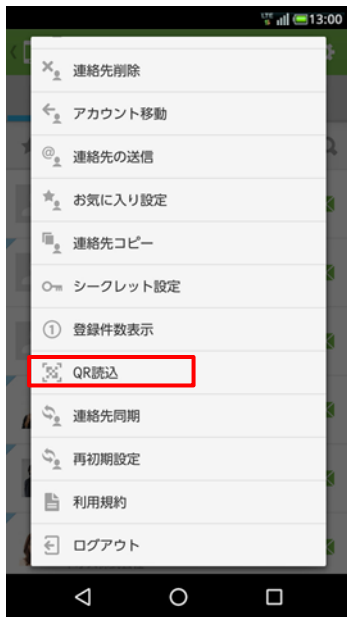 LTE 13:00
連絡先削除
アカウント移動
連絡先の送信
お気に入り設定
連絡先コピー
シークレット設定
1 登録件数表示
QR読込
連絡先同期
再初期設定
利用規約
ログアウト